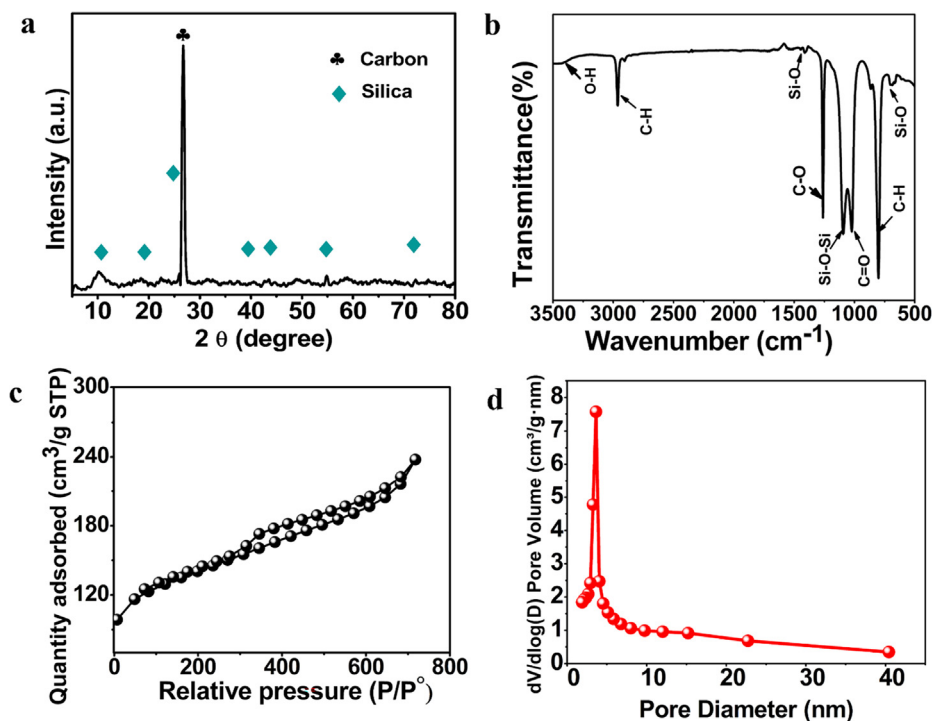 a
♣ Carbon
◆ Silica
Intensity (a.u.)
10 20 30 40 50 60 70 80
2 θ (degree)
b
Transmittance(%)
O-H
C-H
Si-O
C-O
Si-O-Si
C=O
C-H
Si-O
3500 3000 2500 2000 1500 1000 500
Wavenumber (cm⁻¹)
c
Quantity adsorbed (cm³/g STP)
300
240
180
120
0 200 400 600 800
Relative pressure (P/P°)
d
dV/dlog(D) Pore Volume (cm³/g·nm)
8
7
6
5
4
3
2
1
0
0 10 20 30 40
Pore Diameter (nm)